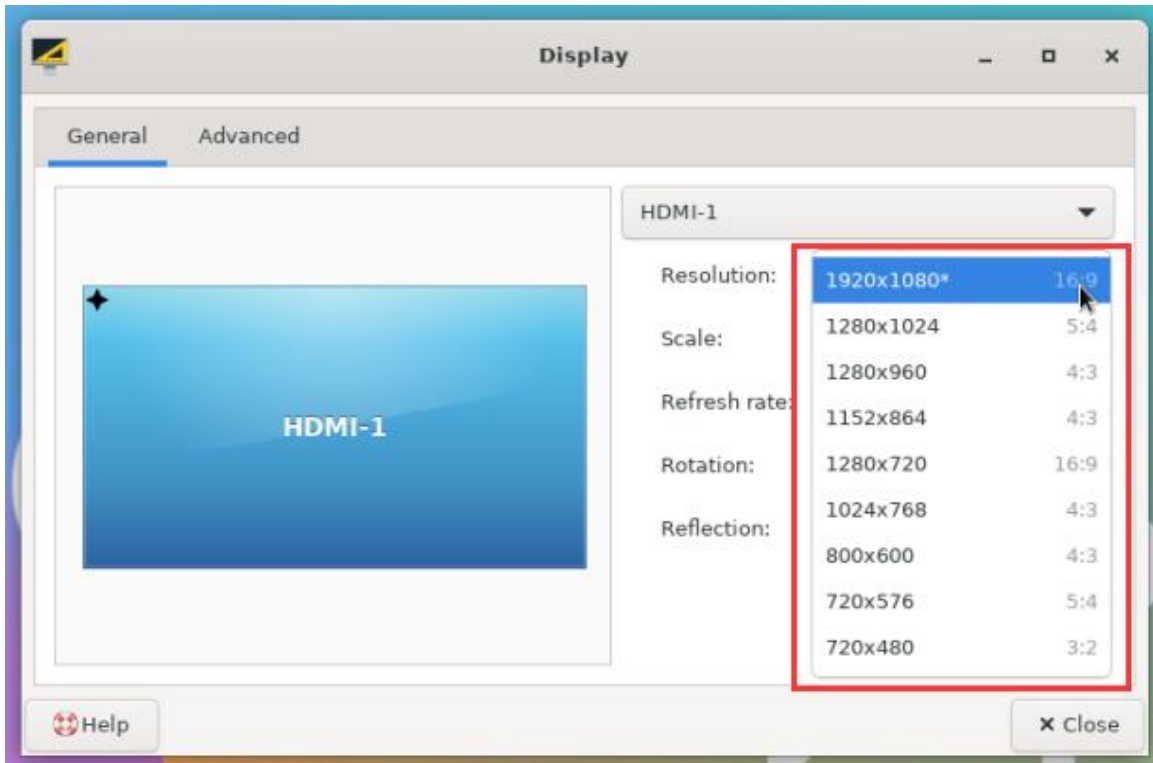 Display
General Advanced
HDMI-1
HDMI-1
Resolution:
Scale:
Refresh rate:
Rotation:
Reflection:
1920x1080* 16:9
1280x1024 5:4
1280x960 4:3
1152x864 4:3
1280x720 16:9
1024x768 4:3
800x600 4:3
720x576 5:4
720x480 3:2
Help
Close